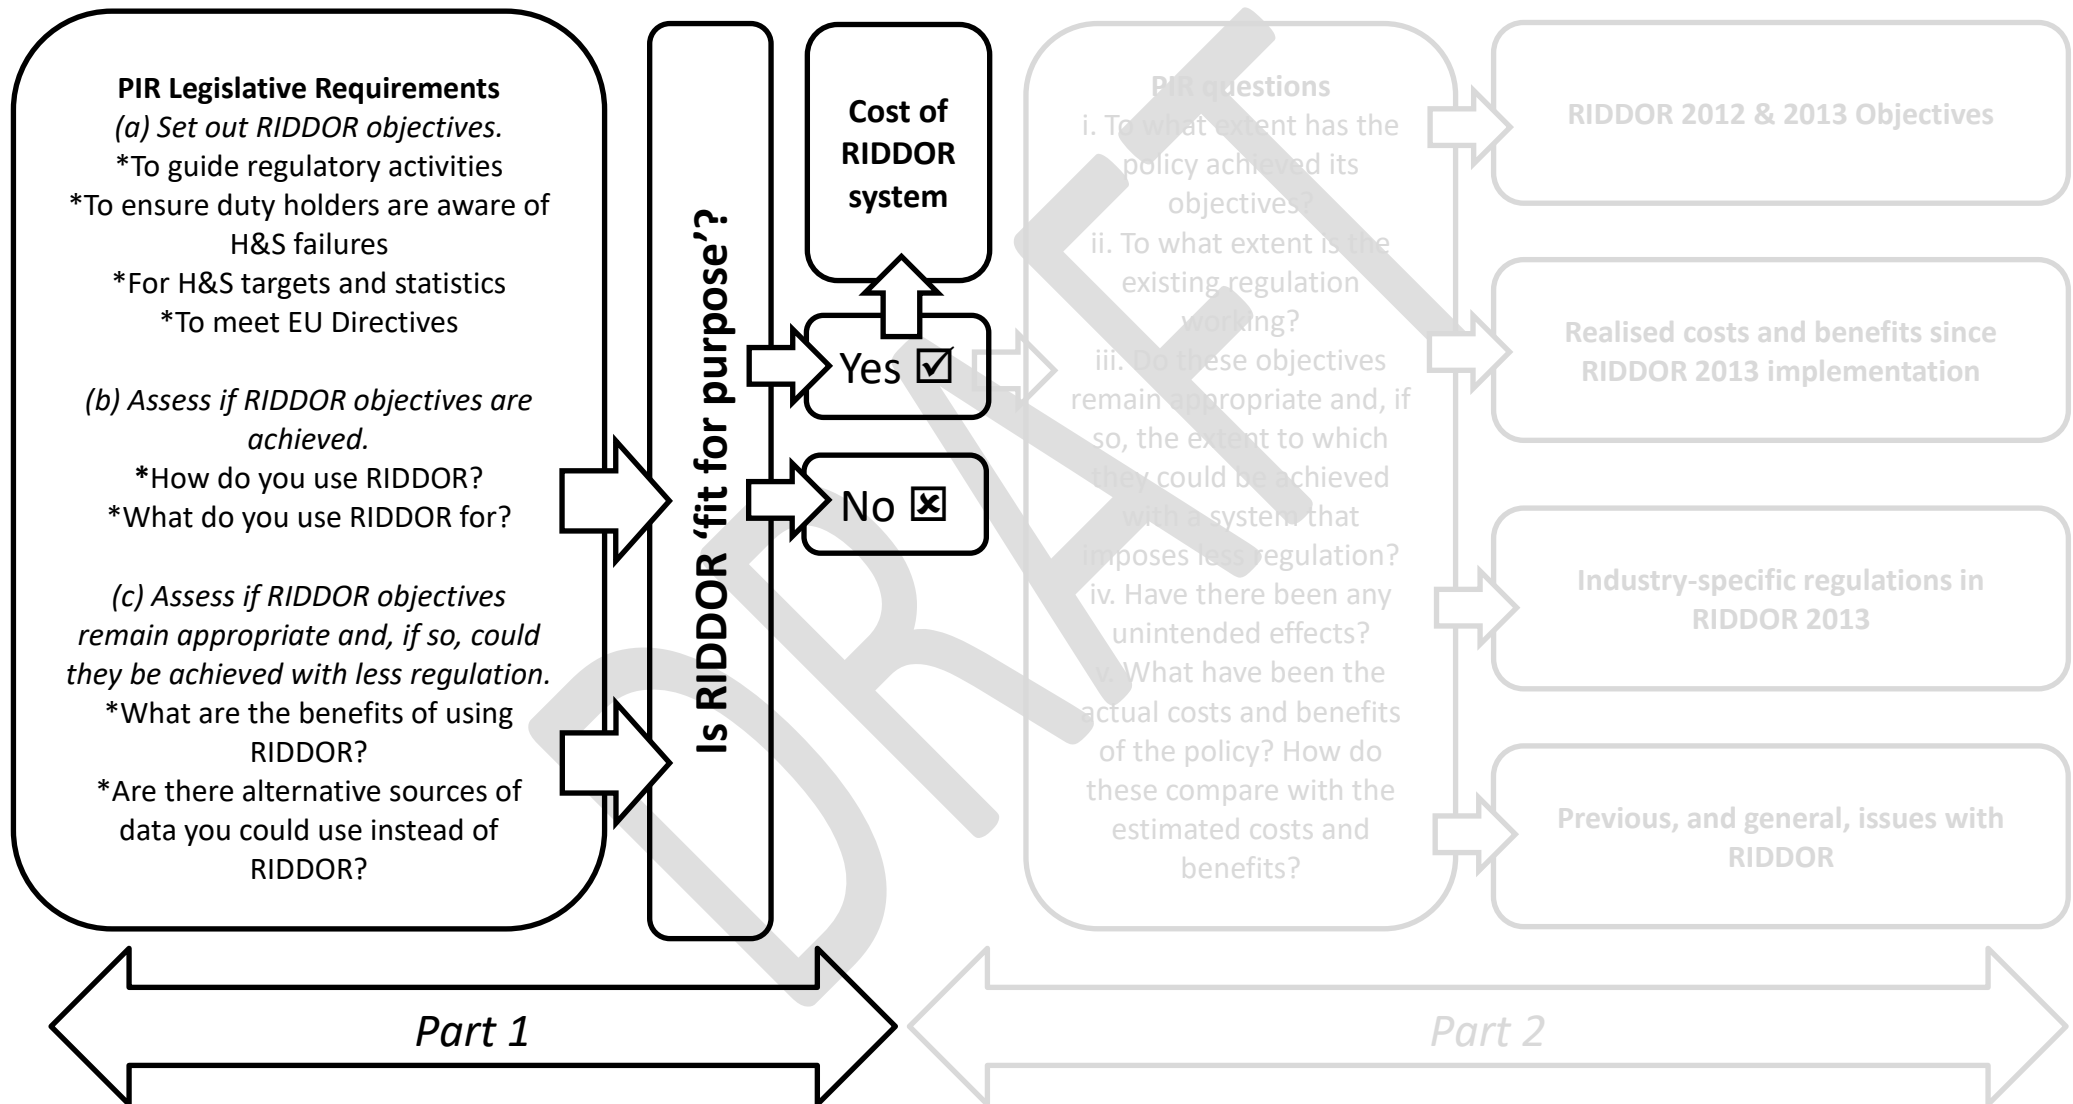 PIR Legislative Requirements
(a) Set out RIDDOR objectives.
*To guide regulatory activities
*To ensure duty holders are aware of
H&S failures
*For H&S targets and statistics
*To meet EU Directives
(b) Assess if RIDDOR objectives are
achieved.
*How do you use RIDDOR?
*What do you use RIDDOR for?
(c) Assess if RIDDOR objectives
remain appropriate and, if so, could
they be achieved with less regulation.
*What are the benefits of using
RIDDOR?
*Are there alternative sources of
data you could use instead of
RIDDOR?
Is RIDDOR ‘fit for purpose’?
Cost of
RIDDOR
system
Yes ☑
No ☒
PIR questions
i. To what extent has the
policy achieved its
objectives?
ii. To what extent is the
existing regulation
working?
iii. Do these objectives
remain appropriate and, if
so, the extent to which
they could be achieved
with a system that
imposes less regulation?
iv. Have there been any
unintended effects?
v. What have been the
actual costs and benefits
of the policy? How do
these compare with the
estimated costs and
benefits?
RIDDOR 2012 & 2013 Objectives
Realised costs and benefits since
RIDDOR 2013 implementation
Industry-specific regulations in
RIDDOR 2013
Previous, and general, issues with
RIDDOR
Part 1
Part 2
DRAFT